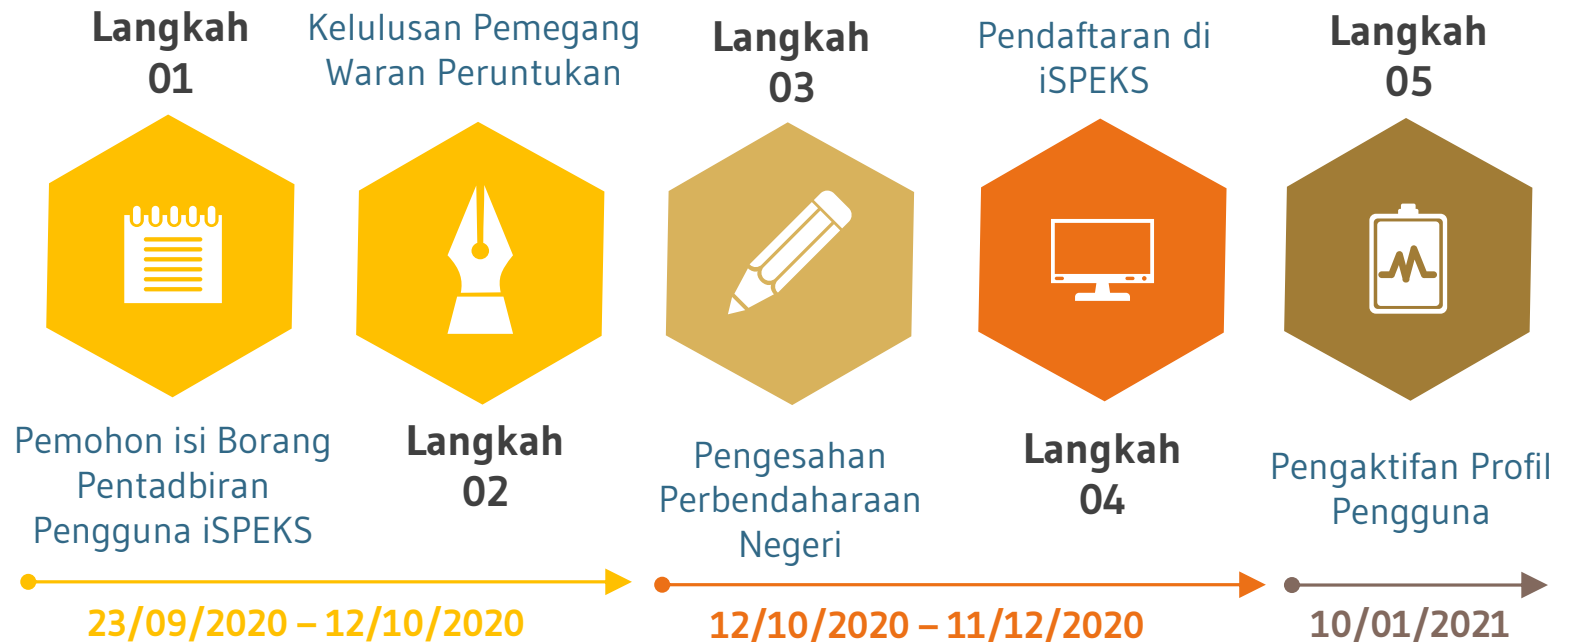 Langkah
01
Pemohon isi Borang
Pentadbiran
Pengguna iSPEKS
Kelulusan Pemegang
Waran Peruntukan
Langkah
02
Langkah
03
Pengesahan
Perbendaharaan
Negeri
Pendaftaran di
iSPEKS
Langkah
04
Langkah
05
Pengaktifan Profil
Pengguna
23/09/2020 – 12/10/2020
12/10/2020 – 11/12/2020
10/01/2021